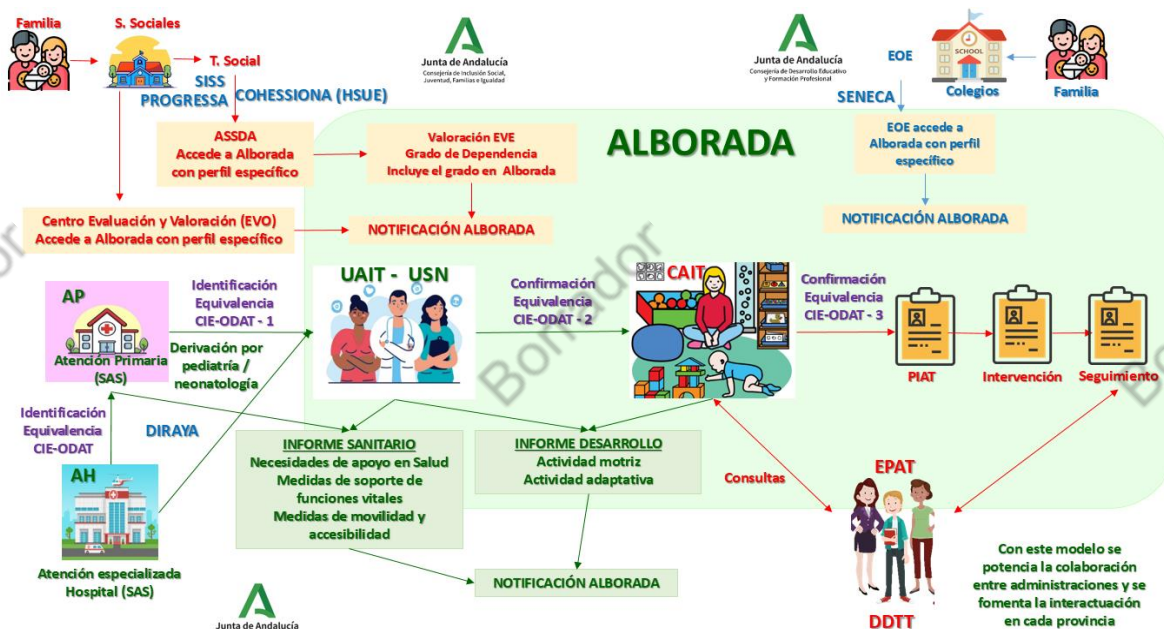 Familia
S. Sociales
T. Social
SISS
PROGRESSA
COHESSIONA (HSUE)
Junta de Andalucía
Consejería de Inclusión Social,
Juventud, Familias e Igualdad
Junta de Andalucía
Consejería de Desarrollo Educativo
y Formación Profesional
EOE
SCHOOL
Colegios
Familia
SENECA
ASSDA
Accede a Alborada
con perfil específico
Valoración EVE
Grado de Dependencia
Incluye el grado en Alborada
ALBORADA
EOE accede a
Alborada con perfil
específico
Centro Evaluación y Valoración (EVO)
Accede a Alborada con perfil específico
NOTIFICACIÓN ALBORADA
NOTIFICACIÓN ALBORADA
AP
Atención Primaria
(SAS)
Identificación
Equivalencia
CIE-ODAT - 1
Derivación por
pediatría /
neonatología
UAIT - USN
Confirmación
Equivalencia
CIE-ODAT - 2
CAIT
Confirmación
Equivalencia
CIE-ODAT - 3
PIAT
Intervención
Seguimiento
Identificación
Equivalencia
CIE-ODAT
DIRAYA
AH
Atención especializada
Hospital (SAS)
INFORME SANITARIO
Necesidades de apoyo en Salud
Medidas de soporte de
funciones vitales
Medidas de movilidad y
accesibilidad
INFORME DESARROLLO
Actividad motriz
Actividad adaptativa
Consultas
EPAT
DDTT
NOTIFICACIÓN ALBORADA
Con este modelo se
potencia la colaboración
entre administraciones y se
fomenta la interactuación
en cada provincia
Junta de Andalucía
Borrador